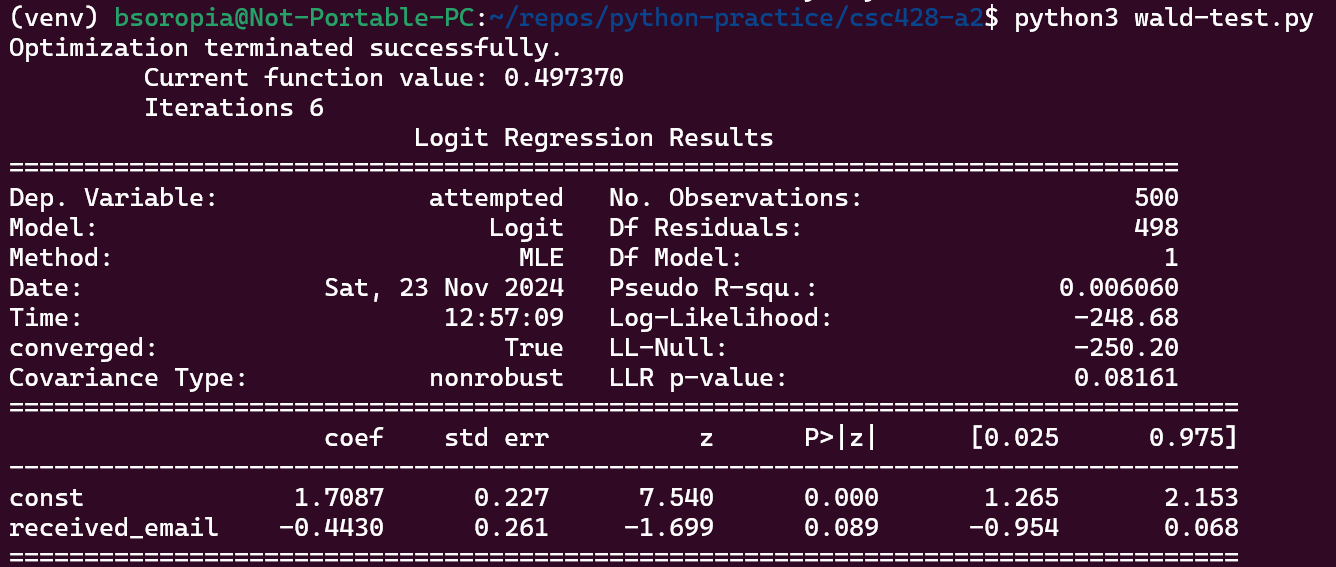 (venv) bsoropia@Not-Portable-PC:~/repos/python-practice/csc428-a2$ python3 wald-test.py
Optimization terminated successfully.
         Current function value: 0.497370
         Iterations 6
                           Logit Regression Results
==============================================================================
Dep. Variable:              attempted   No. Observations:                  500
Model:                          Logit   Df Residuals:                      498
Method:                           MLE   Df Model:                            1
Date:                Sat, 23 Nov 2024   Pseudo R-squ.:                0.006060
Time:                        12:57:09   Log-Likelihood:                -248.68
converged:                       True   LL-Null:                       -250.20
Covariance Type:            nonrobust   LLR p-value:                   0.08161
==================================================================================
                     coef    std err          z      P>|z|      [0.025      0.975]
----------------------------------------------------------------------------------
const              1.7087      0.227      7.540      0.000       1.265       2.153
received_email    -0.4430      0.261     -1.699      0.089      -0.954       0.068
==================================================================================